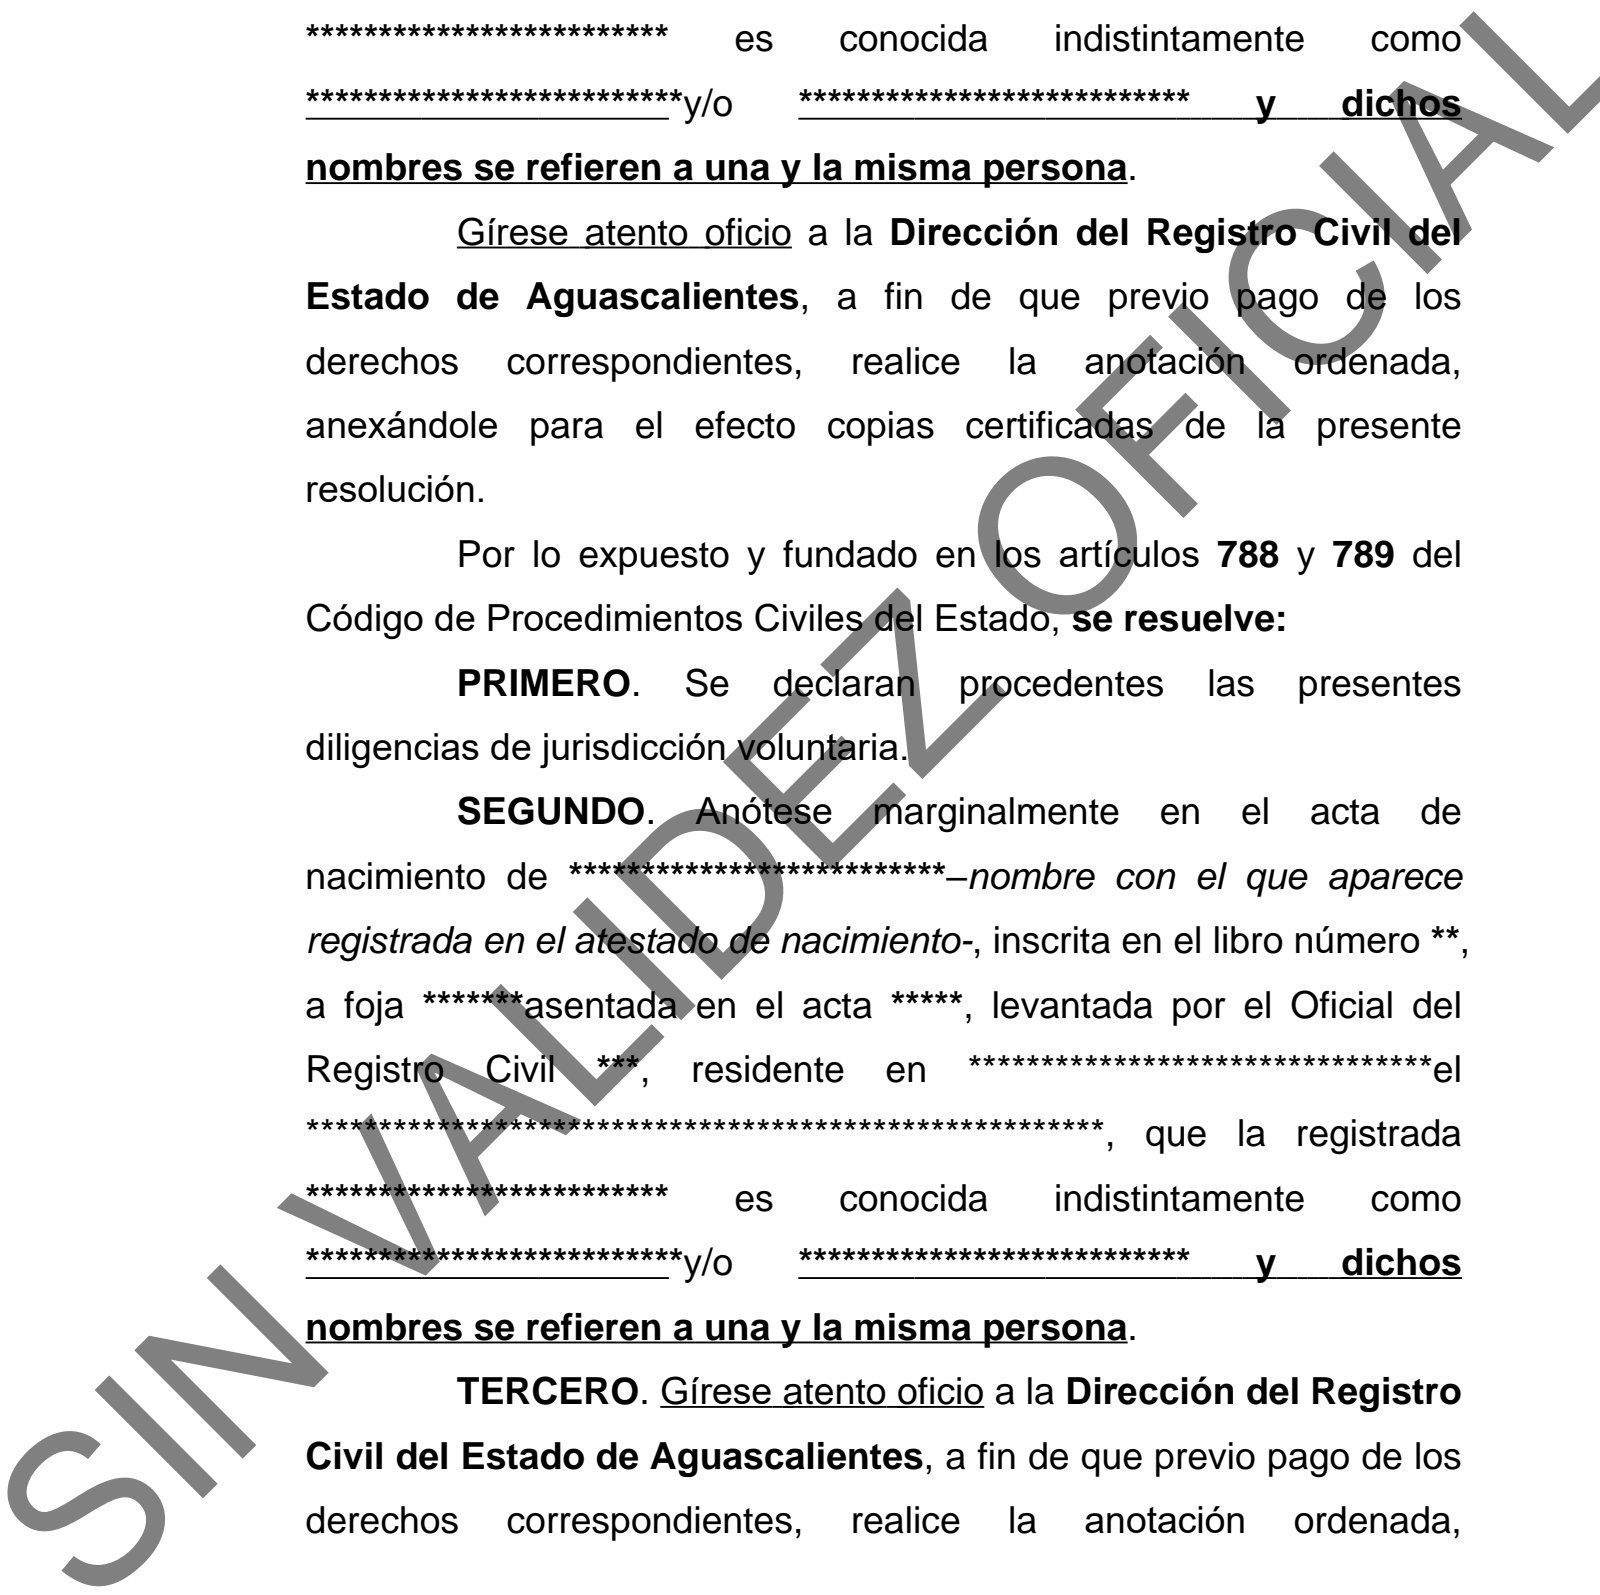 ************************* es conocida indistintamente como
**************************y/o *************************** y dichos
nombres se refieren a una y la misma persona.
Gírese atento oficio a la Dirección del Registro Civil del
Estado de Aguascalientes, a fin de que previo pago de los
derechos correspondientes, realice la anotación ordenada,
anexándole para el efecto copias certificadas de la presente
resolución.
Por lo expuesto y fundado en los artículos 788 y 789 del
Código de Procedimientos Civiles del Estado, se resuelve:
PRIMERO. Se declaran procedentes las presentes
diligencias de jurisdicción voluntaria.
SEGUNDO. Anótese marginalmente en el acta de
nacimiento de **************************–nombre con el que aparece
registrada en el atestado de nacimiento-, inscrita en el libro número **,
a foja *******asentada en el acta *****, levantada por el Oficial del
Registro Civil ***, residente en ********************************el
*******************************************************, que la registrada
************************* es conocida indistintamente como
**************************y/o *************************** y dichos
nombres se refieren a una y la misma persona.
TERCERO. Gírese atento oficio a la Dirección del Registro
Civil del Estado de Aguascalientes, a fin de que previo pago de los
derechos correspondientes, realice la anotación ordenada,
SIN VALIDEZ OFICIAL